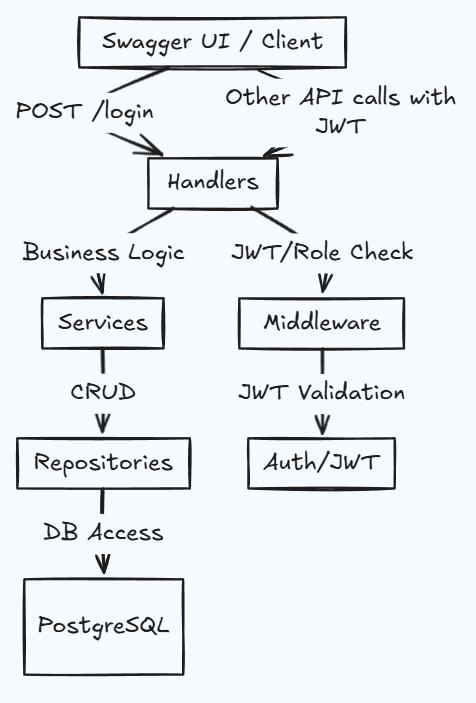 Swagger UI / Client
POST /login
Other API calls with
JWT
Handlers
Business Logic
JWT/Role Check
Services
Middleware
CRUD
JWT Validation
Repositories
Auth/JWT
DB Access
PostgreSQL